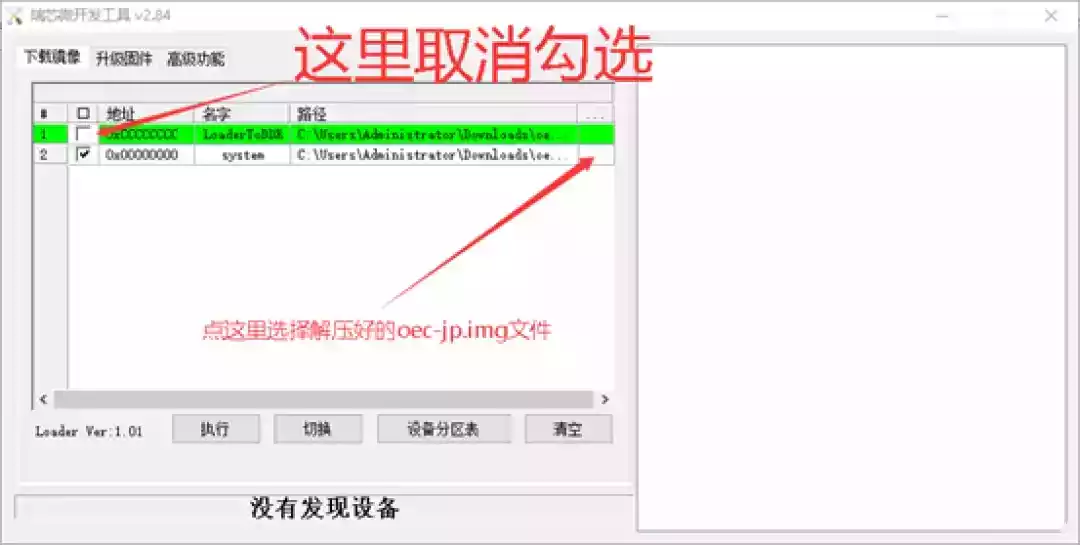 瑞芯微开发工具 v2.84
这里取消勾选
下载镜像 升级固件 高级功能
# 地址 名字 路径 ...
1 0x00000000 LoaderToDDR C:\Users\Administrator\Downloads\oe...
2 0x00000000 system C:\Users\Administrator\Downloads\oe...
点这里选择解压好的oec-jp.img文件
Loader Ver:1.01 执行 切换 设备分区表 清空
没有发现设备